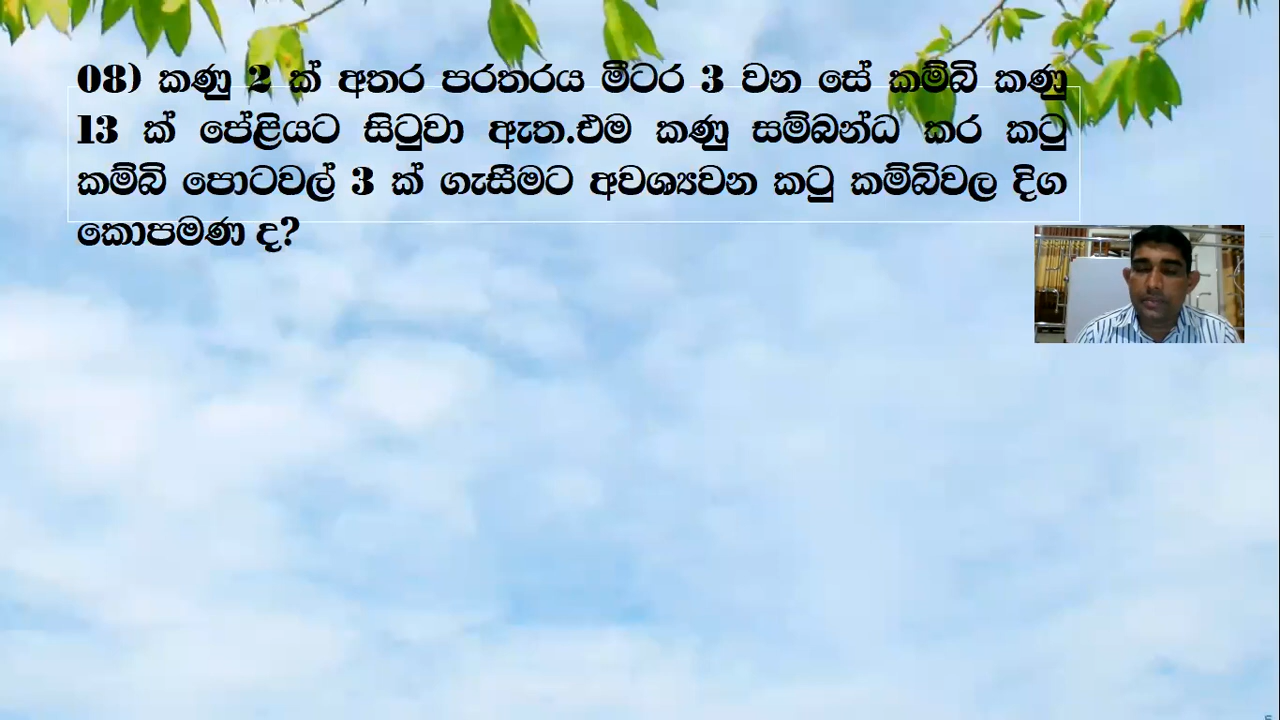 08) කණු 2 ක් අතර පරතරය මීටර 3 වන සේ කම්බි කණු
13 ක් පේළියට සිටුවා ඇත.එම කණු සම්බන්ධ කර කටු
කම්බි පොටවල් 3 ක් ගැසීමට අවශ්‍යවන කටු කම්බිවල දිග
කොපමණ ද?